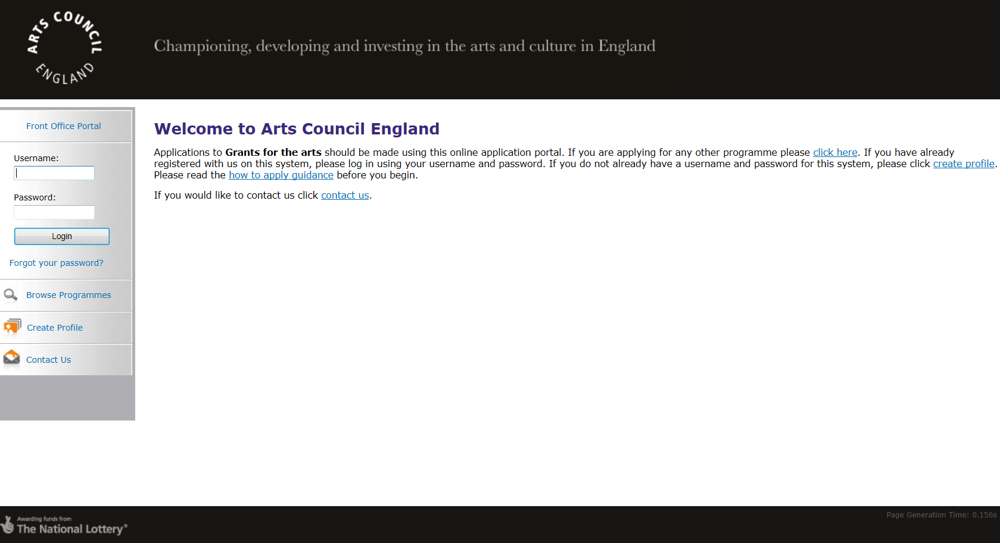 ARTS COUNCIL
ENGLAND
Championing, developing and investing in the arts and culture in England
Front Office Portal
Username:
Password:
Login
Forgot your password?
Browse Programmes
Create Profile
Contact Us
Welcome to Arts Council England
Applications to Grants for the arts should be made using this online application portal. If you are applying for any other programme please click here. If you have already
registered with us on this system, please log in using your username and password. If you do not already have a username and password for this system, please click create profile.
Please read the how to apply guidance before you begin.
If you would like to contact us click contact us.
Awarding funds from
The National Lottery®
Page Generation Time: 0.156s